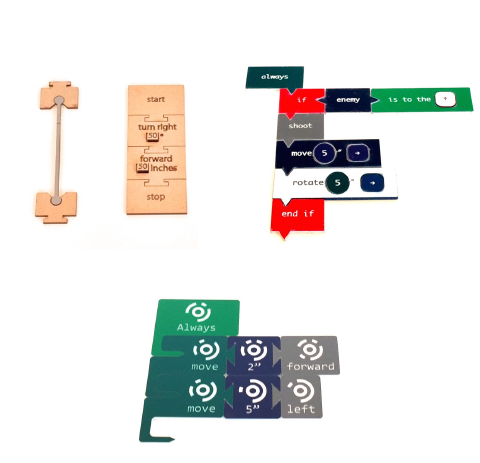 start
turn right
50 °
forward
30 inches
stop
always
if enemy is to the ↑
shoot
move 5 " →
rotate 5 ° →
end if
Always
move 2” forward
move 5” left